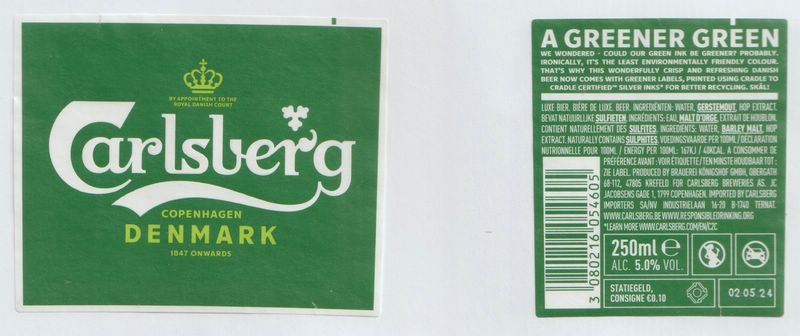 BY APPOINTMENT TO THE
ROYAL DANISH COURT
Carlsberg
COPENHAGEN
DENMARK
1847 ONWARDS
A GREENER GREEN
WE WONDERED - COULD OUR GREEN INK BE GREENER? PROBABLY.
IRONICALLY, IT'S THE LEAST ENVIRONMENTALLY FRIENDLY COLOUR.
THAT'S WHY THIS WONDERFULLY CRISP AND REFRESHING DANISH
BEER NOW COMES WITH GREENER LABELS, PRINTED USING CRADLE TO
CRADLE CERTIFIED™ SILVER INKS* FOR BETTER RECYCLING. SKÅL!
LUXE BIER. BIÈRE DE LUXE. BEER. INGREDIËNTEN: WATER, GERSTEMOUT, HOP EXTRACT.
BEVAT NATUURLIJKE SULFIETEN. INGRÉDIENTS: EAU, MALT D'ORGE, EXTRAIT DE HOUBLON,
CONTIENT NATURELLEMENT DES SULFITES. INGREDIENTS: WATER, BARLEY MALT, HOP
EXTRACT. NATURALLY CONTAINS SULPHITES. VOEDINGSWAARDE PER 100ML / DÉCLARATION
NUTRITIONNELLE POUR 100ML / ENERGY PER 100ML: 167KJ / 40KCAL. A CONSOMMER DE
PRÉFÉRENCE AVANT : VOIR ÉTIQUETTE / TEN MINSTE HOUDBAAR TOT :
ZIE LABEL. PRODUCED BY BRAUEREI KÖNIGSHOF GMBH, OBERGATH
68-112, 47805 KREFELD FOR CARLSBERG BREWERIES AS. JC
JACOBSENS GADE 1, 1799 COPENHAGEN. IMPORTED BY CARLSBERG
IMPORTERS SA/NV INDUSTRIELAAN 16-20 B-1740 TERNAT.
WWW.CARLSBERG.BE WWW.RESPONSIBLEDRINKING.ORG
*LEARN MORE WWW.CARLSBERG.COM/EN/C2C
3 080216 054605
250ml e
ALC. 5.0% VOL.
STATIEGELD,
CONSIGNE €0.10
02.05.24